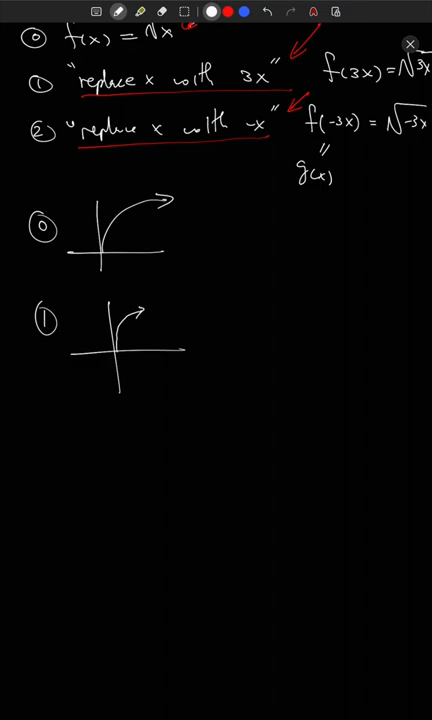 ⓪ f(x) = √x
① "replace x with 3x" f(3x) = √3x
② "replace x with -x" f(-3x) = √-3x
"
g(x)
⓪
①